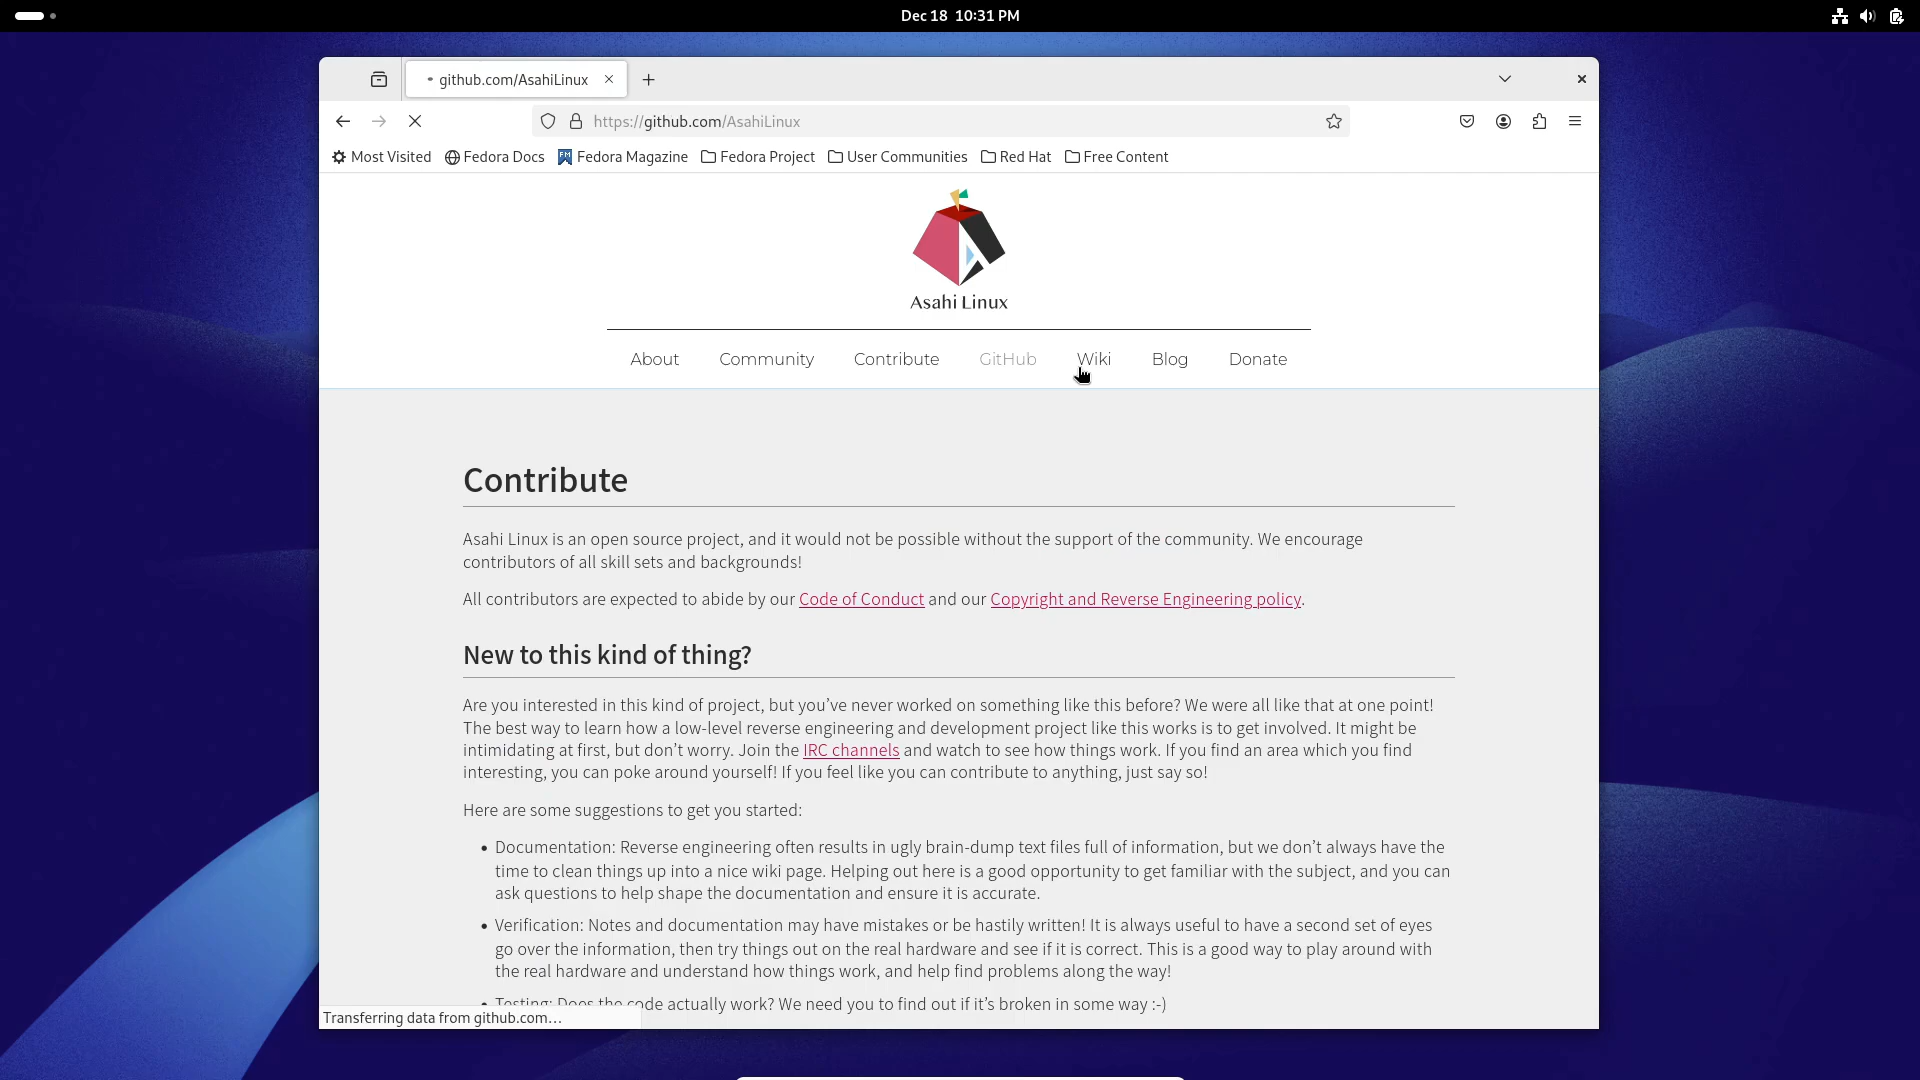 Dec 18 10:31 PM
github.com/AsahiLinux
https://github.com/AsahiLinux
Most Visited Fedora Docs Fedora Magazine Fedora Project User Communities Red Hat Free Content
Asahi Linux
About Community Contribute GitHub Wiki Blog Donate
Contribute
Asahi Linux is an open source project, and it would not be possible without the support of the community. We encourage
contributors of all skill sets and backgrounds!
All contributors are expected to abide by our Code of Conduct and our Copyright and Reverse Engineering policy.
New to this kind of thing?
Are you interested in this kind of project, but you’ve never worked on something like this before? We were all like that at one point!
The best way to learn how a low-level reverse engineering and development project like this works is to get involved. It might be
intimidating at first, but don’t worry. Join the IRC channels and watch to see how things work. If you find an area which you find
interesting, you can poke around yourself! If you feel like you can contribute to anything, just say so!
Here are some suggestions to get you started:
• Documentation: Reverse engineering often results in ugly brain-dump text files full of information, but we don’t always have the
time to clean things up into a nice wiki page. Helping out here is a good opportunity to get familiar with the subject, and you can
ask questions to help shape the documentation and ensure it is accurate.
• Verification: Notes and documentation may have mistakes or be hastily written! It is always useful to have a second set of eyes
go over the information, then try things out on the real hardware and see if it is correct. This is a good way to play around with
the real hardware and understand how things work, and help find problems along the way!
• Testing: Does the code actually work? We need you to find out if it’s broken in some way :-)
Transferring data from github.com…